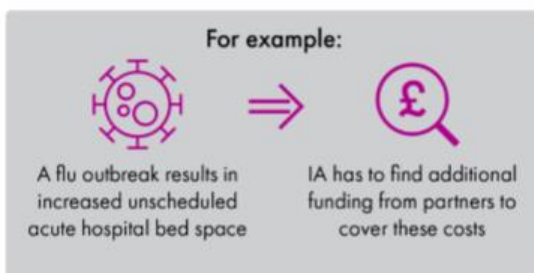 For example:
£
A flu outbreak results in
increased unscheduled
acute hospital bed space
IA has to find additional
funding from partners to
cover these costs